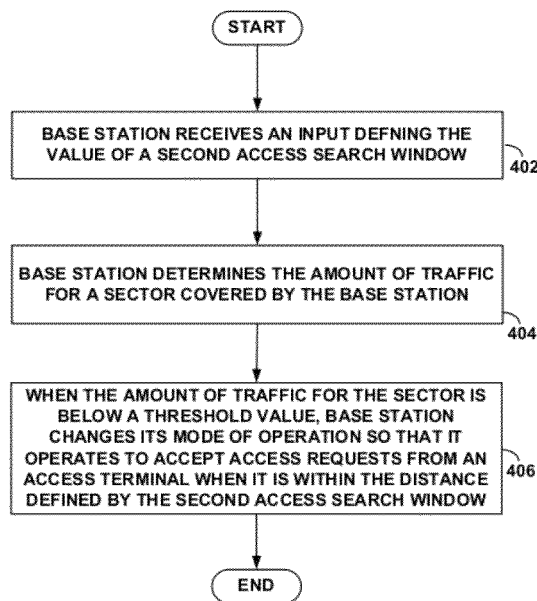 START
BASE STATION RECEIVES AN INPUT DEFNING THE
VALUE OF A SECOND ACCESS SEARCH WINDOW
402
BASE STATION DETERMINES THE AMOUNT OF TRAFFIC
FOR A SECTOR COVERED BY THE BASE STATION
404
WHEN THE AMOUNT OF TRAFFIC FOR THE SECTOR IS
BELOW A THRESHOLD VALUE, BASE STATION
CHANGES ITS MODE OF OPERATION SO THAT IT
OPERATES TO ACCEPT ACCESS REQUESTS FROM AN
ACCESS TERMINAL WHEN IT IS WITHIN THE DISTANCE
DEFINED BY THE SECOND ACCESS SEARCH WINDOW
406
END